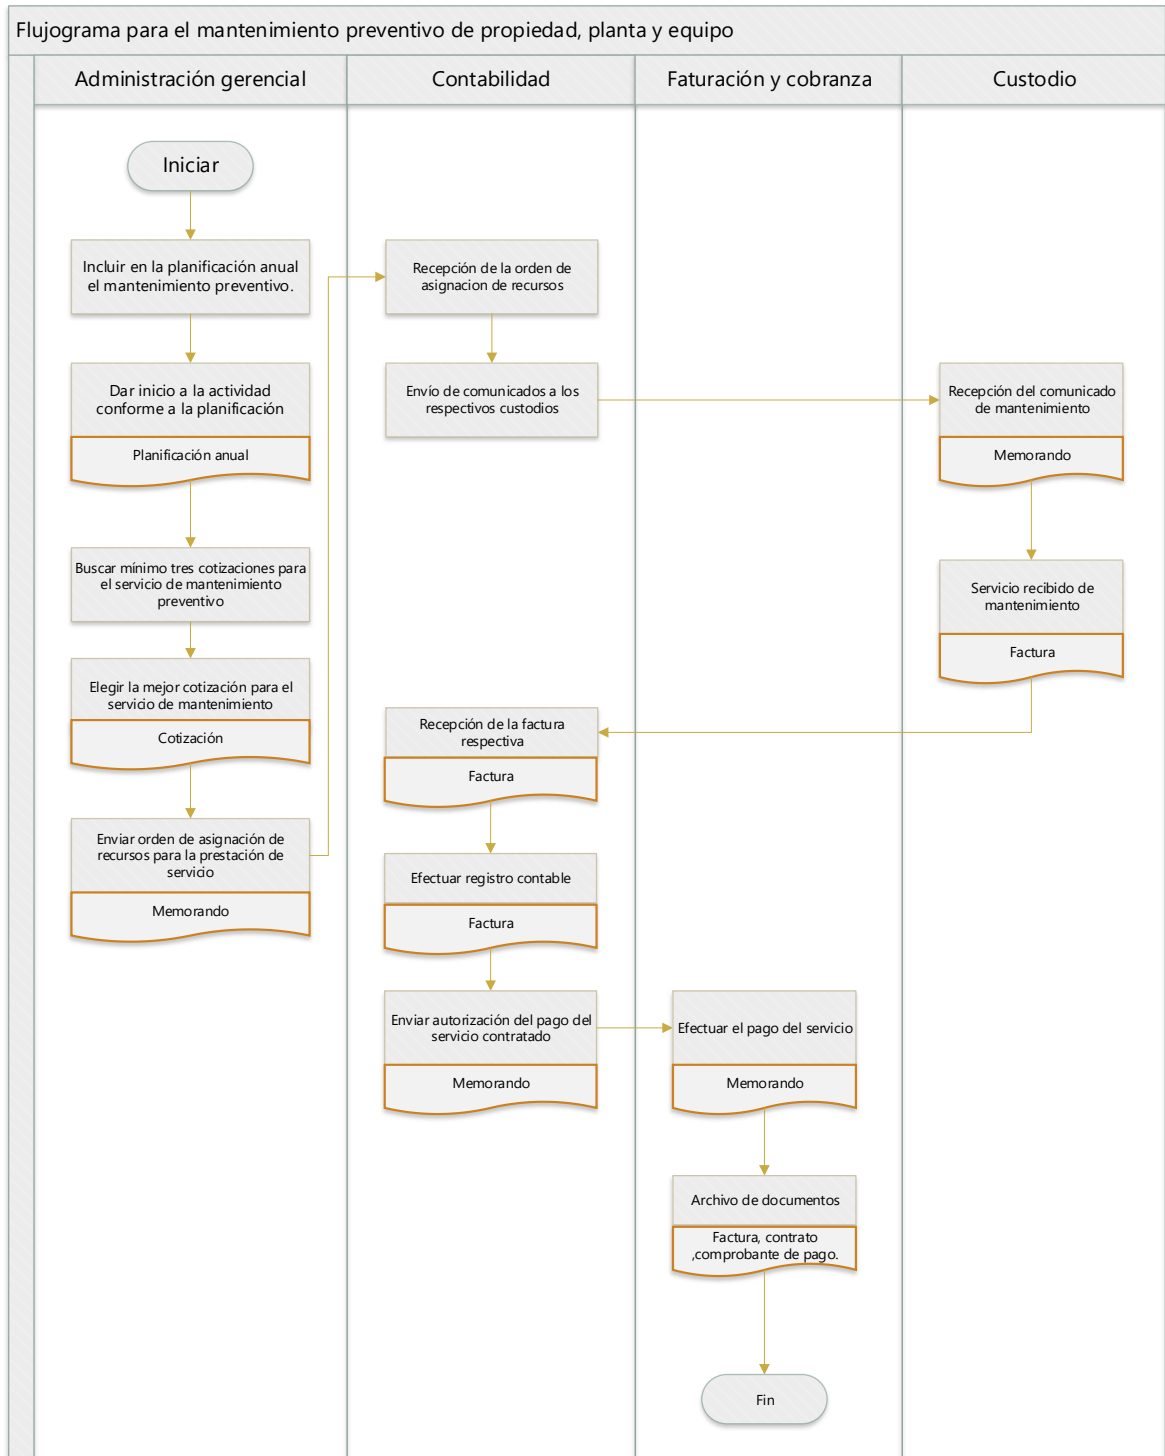 Flujograma para el mantenimiento preventivo de propiedad, planta y equipo
Administración gerencial
Contabilidad
Faturación y cobranza
Custodio
Iniciar
Incluir en la planificación anual
el mantenimiento preventivo.
Dar inicio a la actividad
conforme a la planificación
Planificación anual
Buscar mínimo tres cotizaciones para
el servicio de mantenimiento
preventivo
Elegir la mejor cotización para el
servicio de mantenimiento
Cotización
Enviar orden de asignación de
recursos para la prestación de
servicio
Memorando
Recepción de la orden de
asignacion de recursos
Envío de comunicados a los
respectivos custodios
Recepción del comunicado
de mantenimiento
Memorando
Servicio recibido de
mantenimiento
Factura
Recepción de la factura
respectiva
Factura
Efectuar registro contable
Factura
Enviar autorización del pago del
servicio contratado
Memorando
Efectuar el pago del servicio
Memorando
Archivo de documentos
Factura, contrato
,comprobante de pago.
Fin